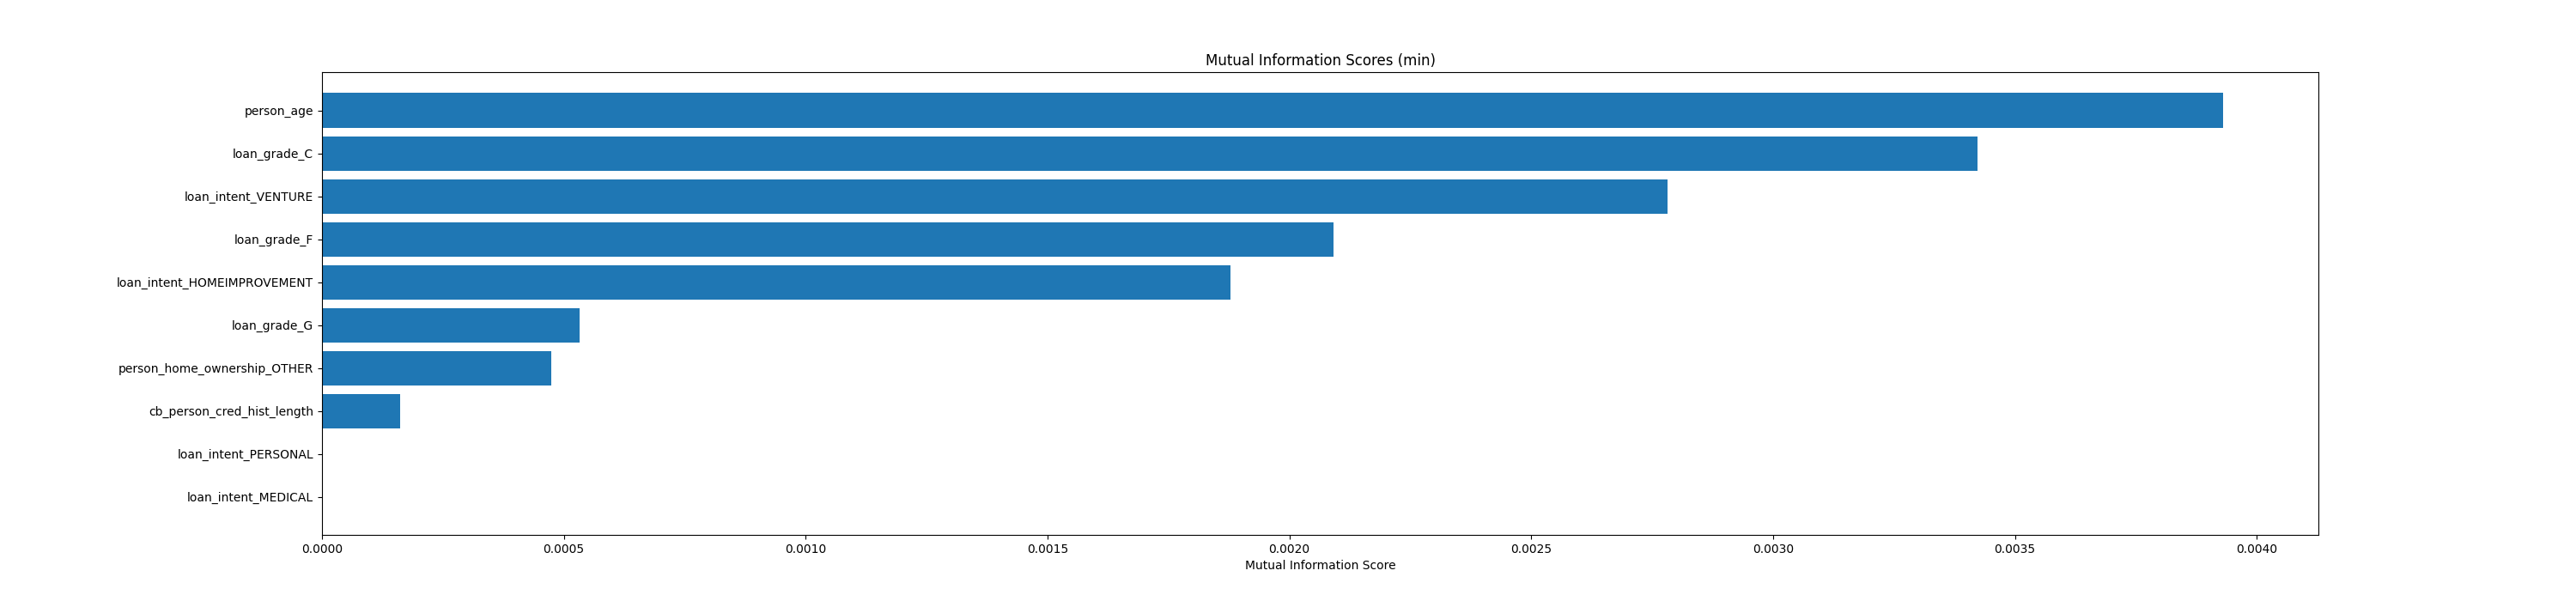 Mutual Information Scores (min)
person_age
loan_grade_C
loan_intent_VENTURE
loan_grade_F
loan_intent_HOMEIMPROVEMENT
loan_grade_G
person_home_ownership_OTHER
cb_person_cred_hist_length
loan_intent_PERSONAL
loan_intent_MEDICAL
0.0000 0.0005 0.0010 0.0015 0.0020 0.0025 0.0030 0.0035 0.0040
Mutual Information Score